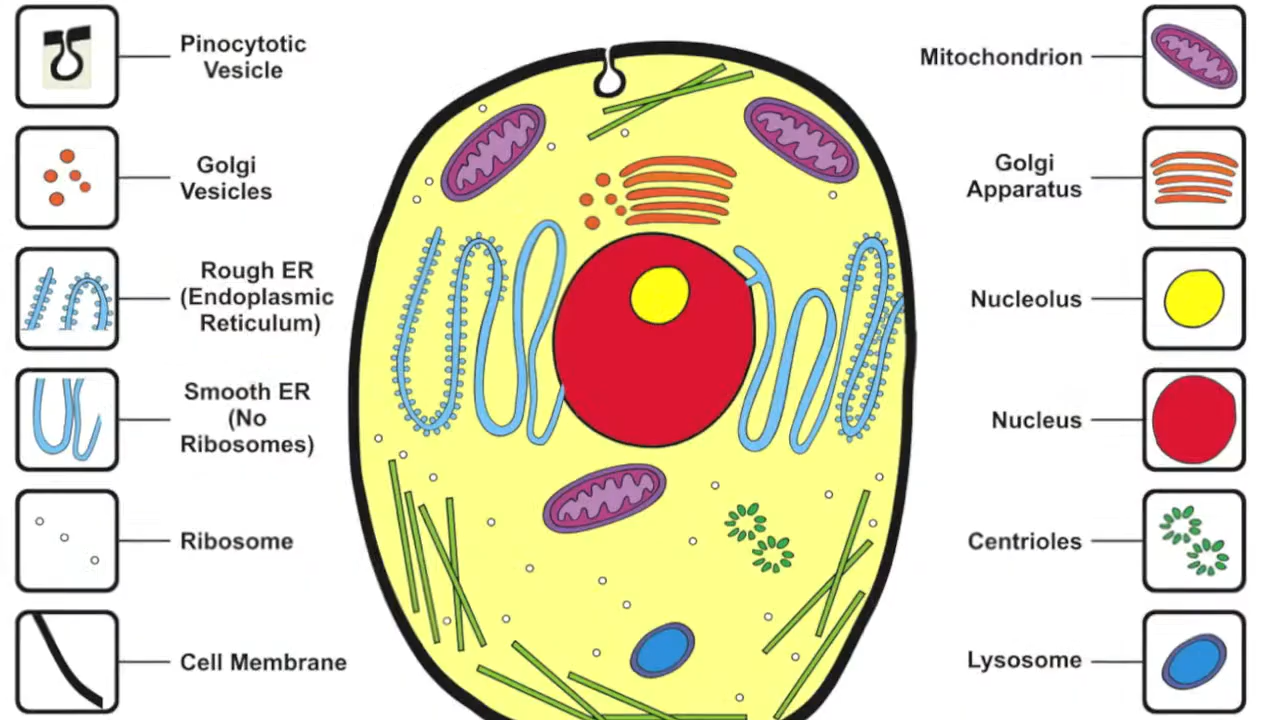 Pinocytotic
Vesicle
Golgi
Vesicles
Rough ER
(Endoplasmic
Reticulum)
Smooth ER
(No
Ribosomes)
Ribosome
Cell Membrane
Mitochondrion
Golgi
Apparatus
Nucleolus
Nucleus
Centrioles
Lysosome